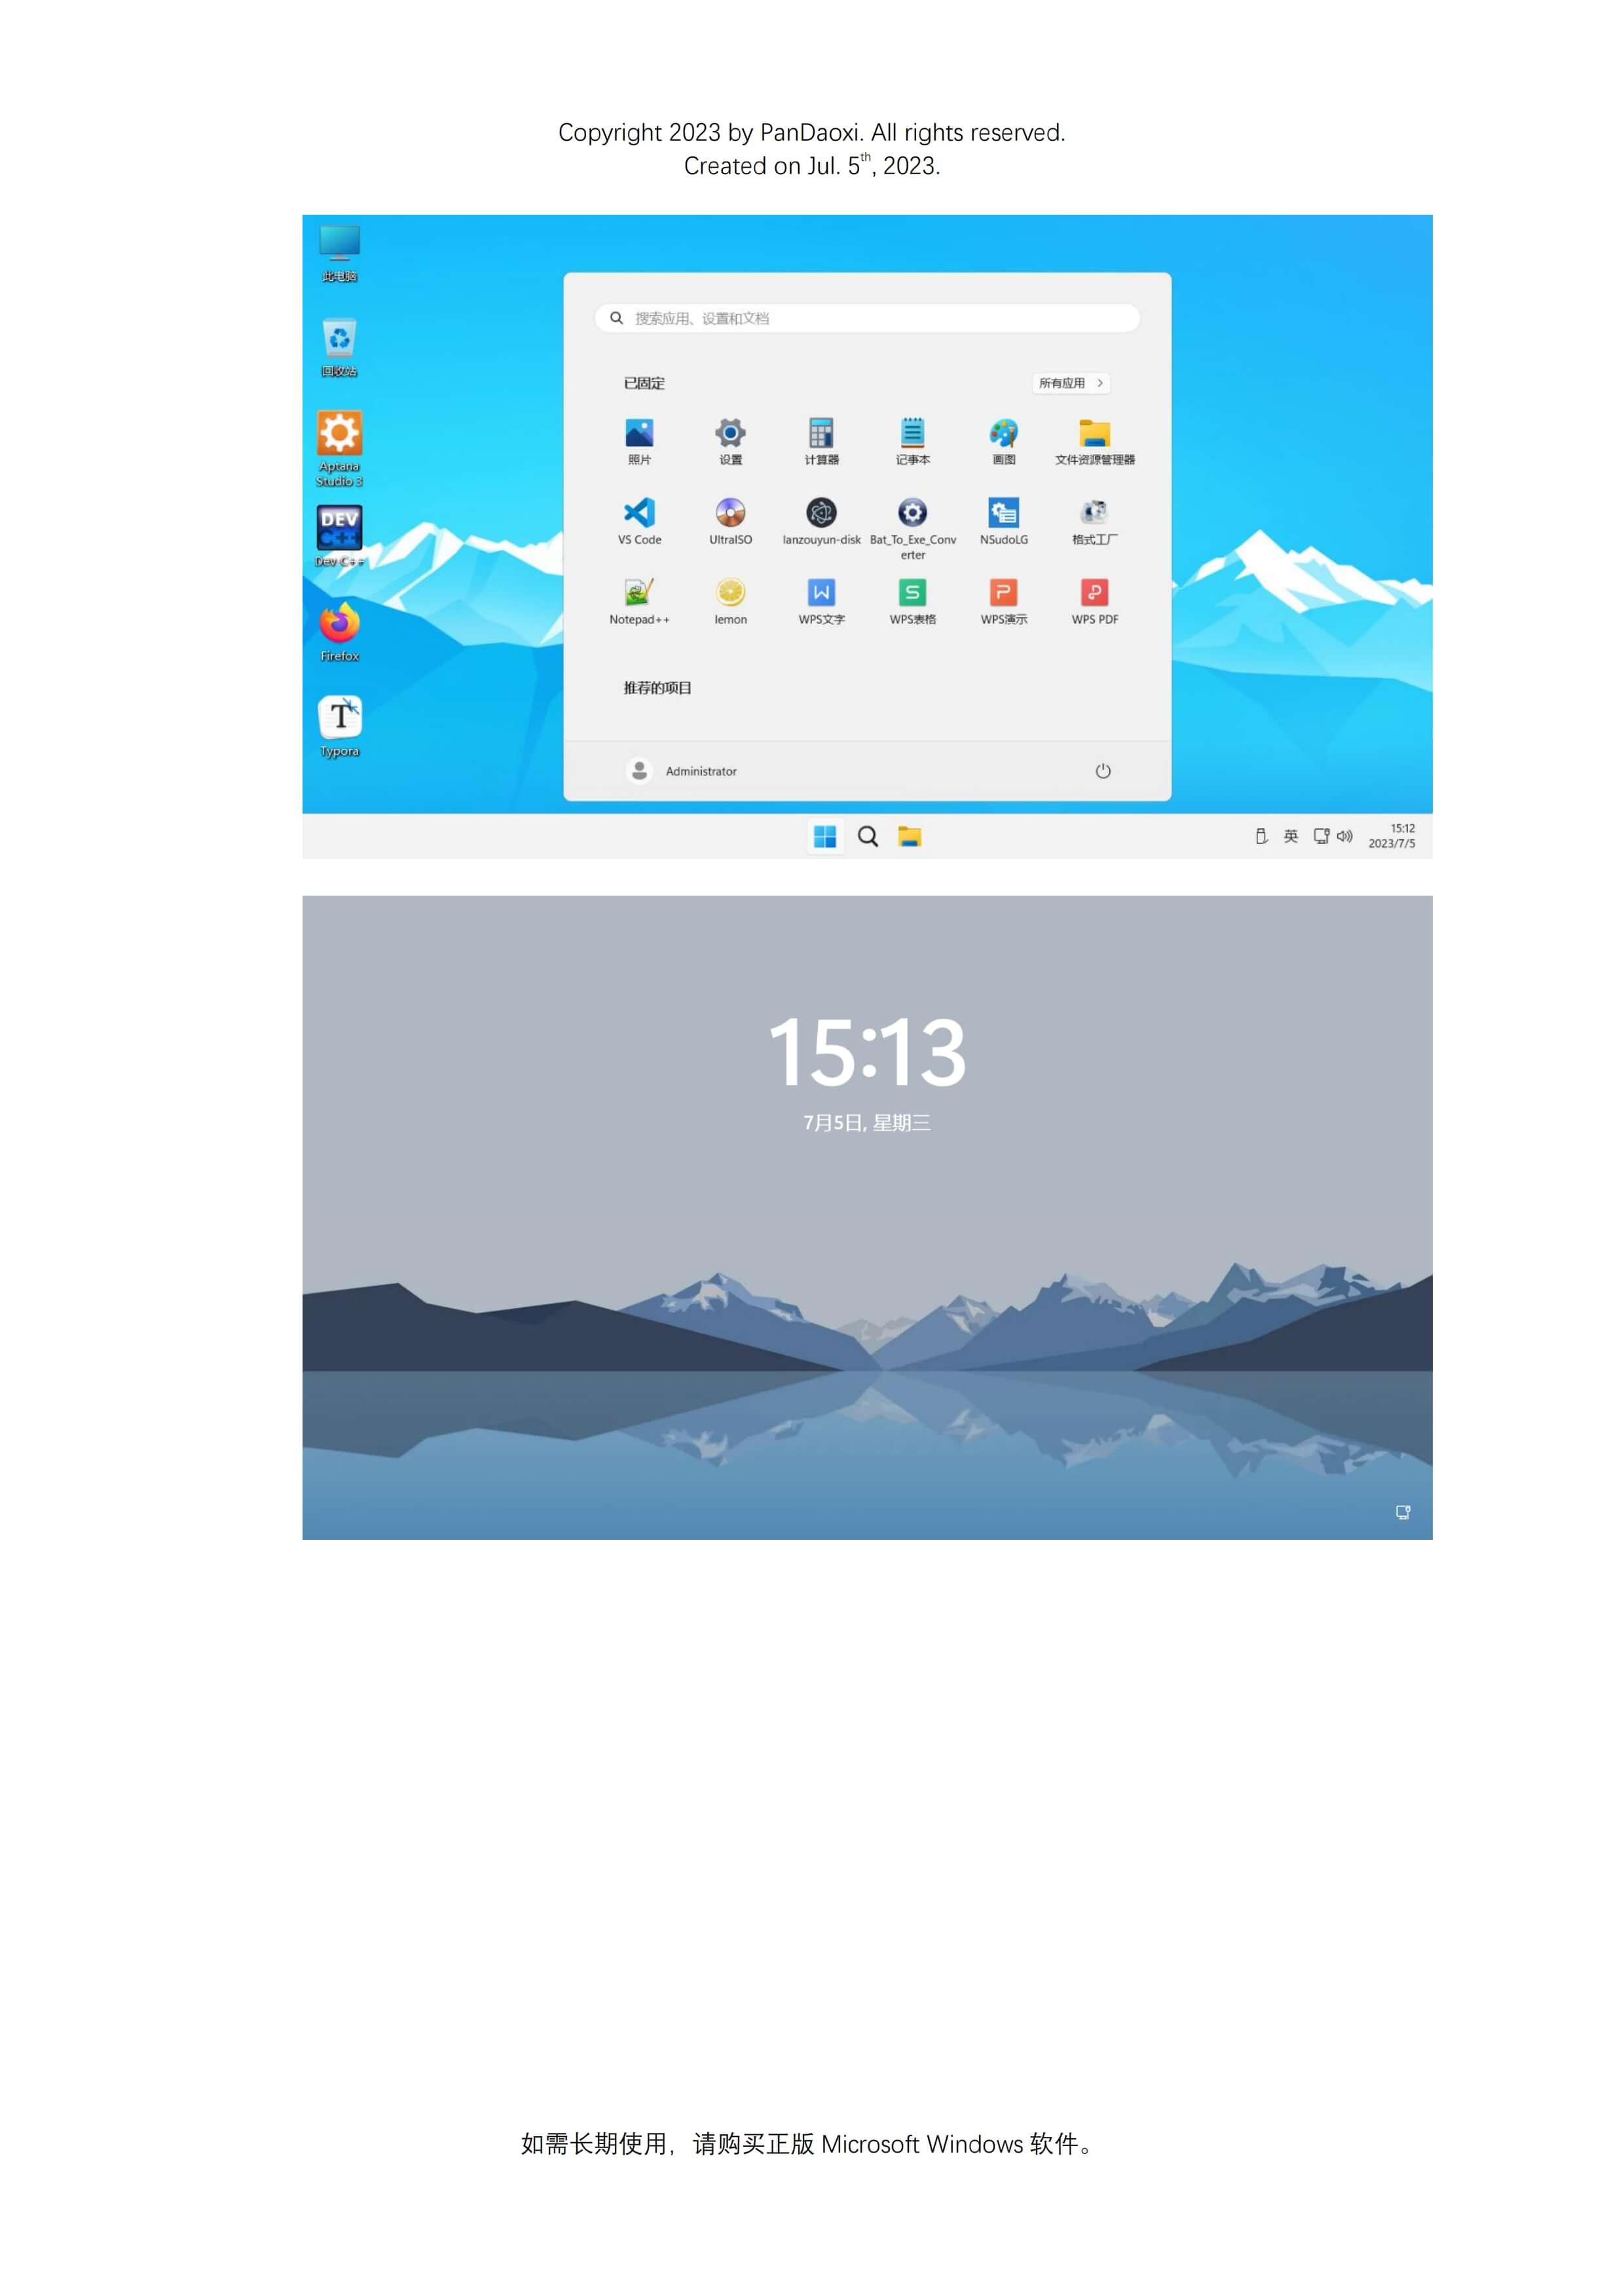 Copyright 2023 by PanDaoxi. All rights reserved.
Created on Jul. 5th, 2023.
此电脑
回收站
Aptana
Studio 3
DEV
C++
Dev C++
Firefox
T
Typora
搜索应用、设置和文档
已固定
所有应用
照片 设置 计算器 记事本 画图 文件资源管理器
VS Code UltraISO lanzouyun-disk Bat_To_Exe_Conv
erter NSudoLG 格式工厂
Notepad++ lemon WPS文字 WPS表格 WPS演示 WPS PDF
推荐的项目
Administrator
英
15:12
2023/7/5
15:13
7月5日, 星期三
如需长期使用，请购买正版 Microsoft Windows 软件。